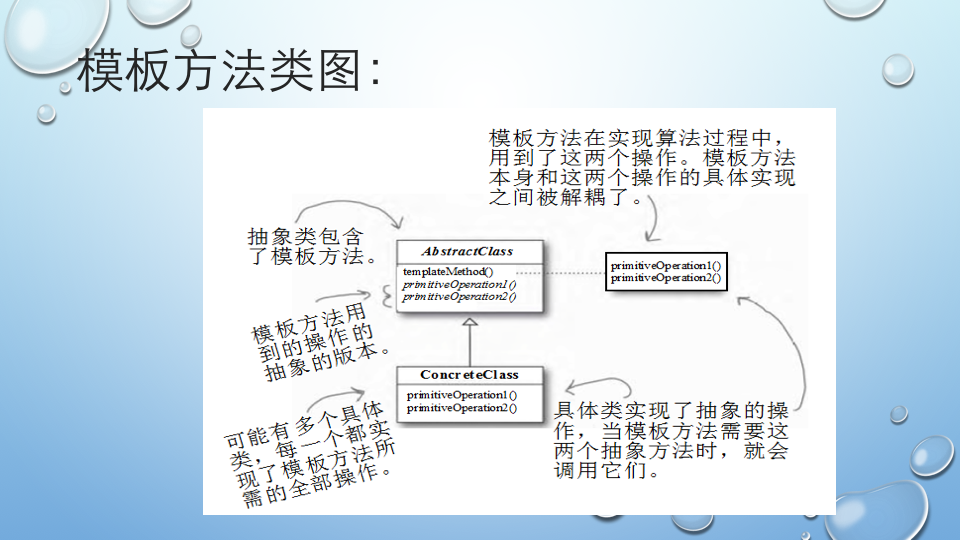 模板方法类图：
模板方法在实现算法过程中，
用到了这两个操作。模板方法
本身和这两个操作的具体实现
之间被解耦了。
抽象类包含
了模板方法。
AbstractClass
templateMethod()
primitiveOperation1()
primitiveOperation2()
primitiveOperation1()
primitiveOperation2()
模板方法用
到的操作的
抽象的版本。
ConcreteClass
primitiveOperation1()
primitiveOperation2()
可能有多个具体
类，每一个都实
现了模板方法所
需的全部操作。
具体类实现了抽象的操
作，当模板方法需要这
两个抽象方法时，就会
调用它们。